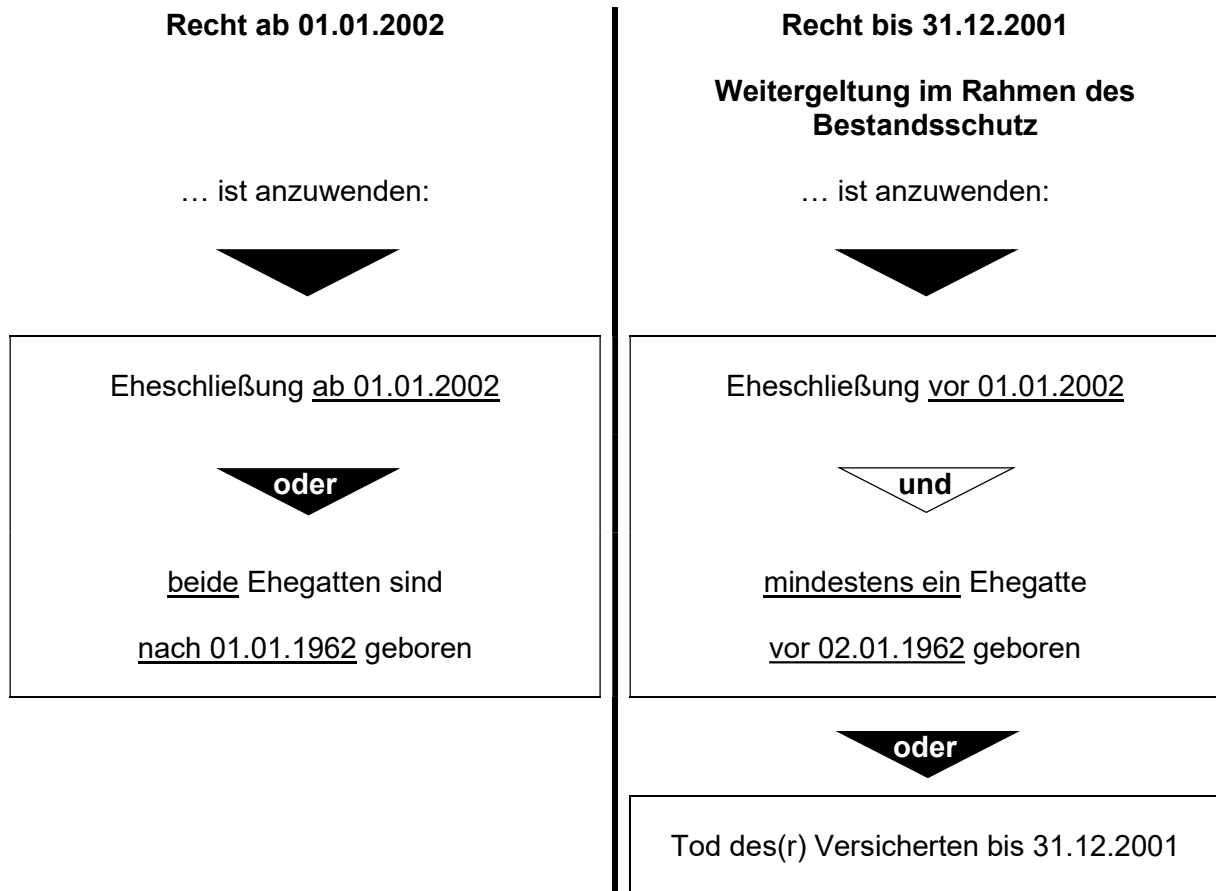 Recht ab 01.01.2002
… ist anzuwenden:
Eheschließung ab 01.01.2002
oder
beide Ehegatten sind
nach 01.01.1962 geboren
Recht bis 31.12.2001
Weitergeltung im Rahmen des
Bestandsschutz
… ist anzuwenden:
Eheschließung vor 01.01.2002
und
mindestens ein Ehegatte
vor 02.01.1962 geboren
oder
Tod des(r) Versicherten bis 31.12.2001